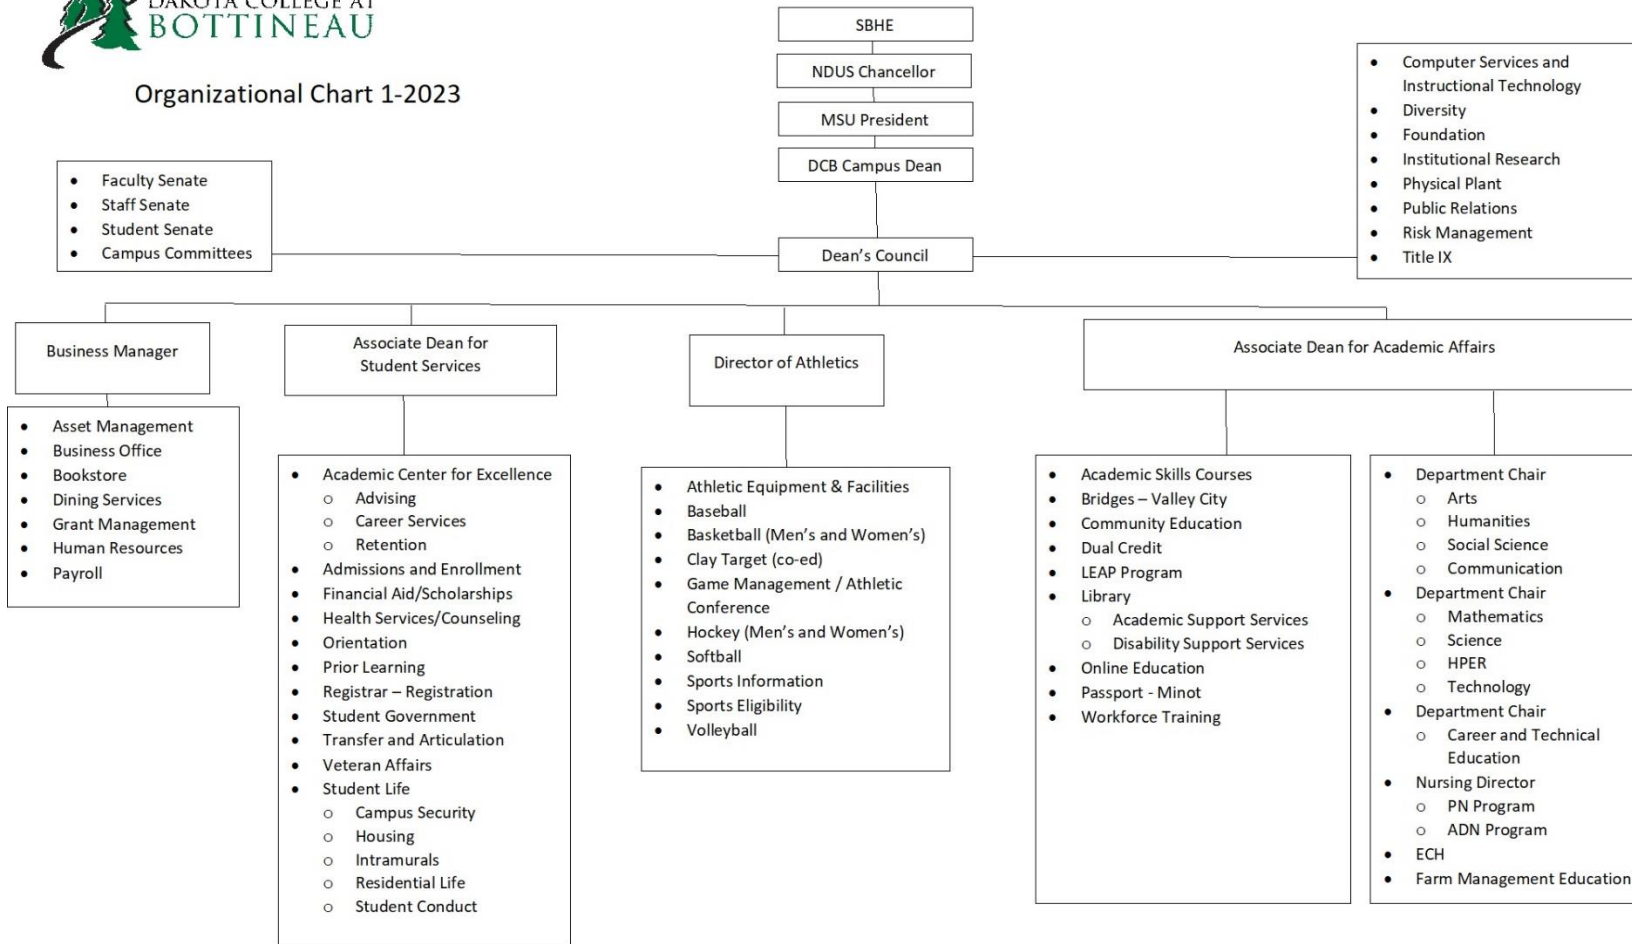 DAKOTA COLLEGE AT
BOTTINEAU
Organizational Chart 1-2023
SBHE
NDUS Chancellor
MSU President
DCB Campus Dean
Dean's Council
• Faculty Senate
• Staff Senate
• Student Senate
• Campus Committees
• Computer Services and
Instructional Technology
• Diversity
• Foundation
• Institutional Research
• Physical Plant
• Public Relations
• Risk Management
• Title IX
Business Manager
• Asset Management
• Business Office
• Bookstore
• Dining Services
• Grant Management
• Human Resources
• Payroll
Associate Dean for
Student Services
• Academic Center for Excellence
o Advising
o Career Services
o Retention
• Admissions and Enrollment
• Financial Aid/Scholarships
• Health Services/Counseling
• Orientation
• Prior Learning
• Registrar – Registration
• Student Government
• Transfer and Articulation
• Veteran Affairs
• Student Life
o Campus Security
o Housing
o Intramurals
o Residential Life
o Student Conduct
Director of Athletics
• Athletic Equipment & Facilities
• Baseball
• Basketball (Men's and Women's)
• Clay Target (co-ed)
• Game Management / Athletic
Conference
• Hockey (Men's and Women's)
• Softball
• Sports Information
• Sports Eligibility
• Volleyball
Associate Dean for Academic Affairs
• Academic Skills Courses
• Bridges – Valley City
• Community Education
• Dual Credit
• LEAP Program
• Library
o Academic Support Services
o Disability Support Services
• Online Education
• Passport - Minot
• Workforce Training
• Department Chair
o Arts
o Humanities
o Social Science
o Communication
• Department Chair
o Mathematics
o Science
o HPER
o Technology
• Department Chair
o Career and Technical
Education
• Nursing Director
o PN Program
o ADN Program
• ECH
• Farm Management Education